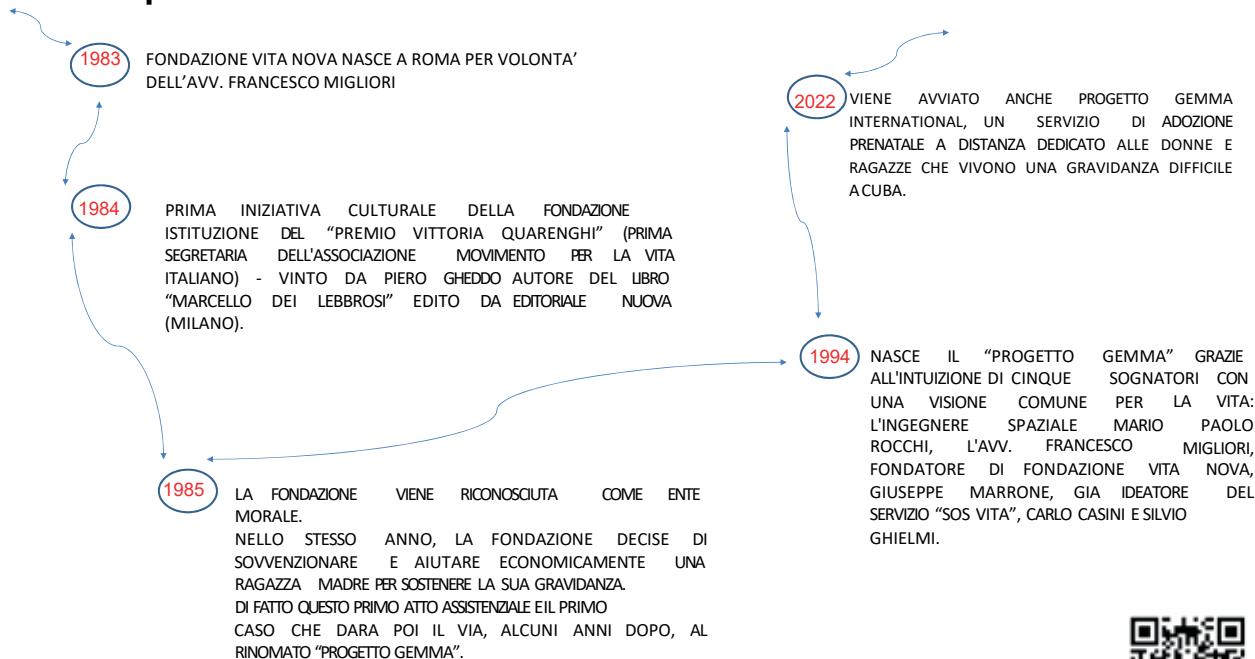 1983
FONDAZIONE VITA NOVA NASCE A ROMA PER VOLONTA'
DELL'AVV. FRANCESCO MIGLIORI
1984
PRIMA INIZIATIVA CULTURALE DELLA FONDAZIONE
ISTITUZIONE DEL “PREMIO VITTORIA QUARENGHI” (PRIMA
SEGRETARIA DELL'ASSOCIAZIONE MOVIMENTO PER LA VITA
ITALIANO) - VINTO DA PIERO GHEDDO AUTORE DEL LIBRO
“MARCELLO DEI LEBBROSI” EDITO DA EDITORIALE NUOVA
(MILANO).
1985
LA FONDAZIONE VIENE RICONOSCIUTA COME ENTE
MORALE.
NELLO STESSO ANNO, LA FONDAZIONE DECISE DI
SOVVENZIONARE E AIUTARE ECONOMICAMENTE UNA
RAGAZZA MADRE PER SOSTENERE LA SUA GRAVIDANZA.
DI FATTO QUESTO PRIMO ATTO ASSISTENZIALE E IL PRIMO
CASO CHE DARA POI IL VIA, ALCUNI ANNI DOPO, AL
RINOMATO “PROGETTO GEMMA”.
1994
NASCE IL “PROGETTO GEMMA” GRAZIE
ALL'INTUIZIONE DI CINQUE SOGNATORI CON
UNA VISIONE COMUNE PER LA VITA:
L'INGEGNERE SPAZIALE MARIO PAOLO
ROCCHI, L'AVV. FRANCESCO MIGLIORI,
FONDATORE DI FONDAZIONE VITA NOVA,
GIUSEPPE MARRONE, GIA IDEATORE DEL
SERVIZIO “SOS VITA”, CARLO CASINI E SILVIO
GHIELMI.
2022
VIENE AVVIATO ANCHE PROGETTO GEMMA
INTERNATIONAL, UN SERVIZIO DI ADOZIONE
PRENATALE A DISTANZA DEDICATO ALLE DONNE E
RAGAZZE CHE VIVONO UNA GRAVIDANZA DIFFICILE
A CUBA.